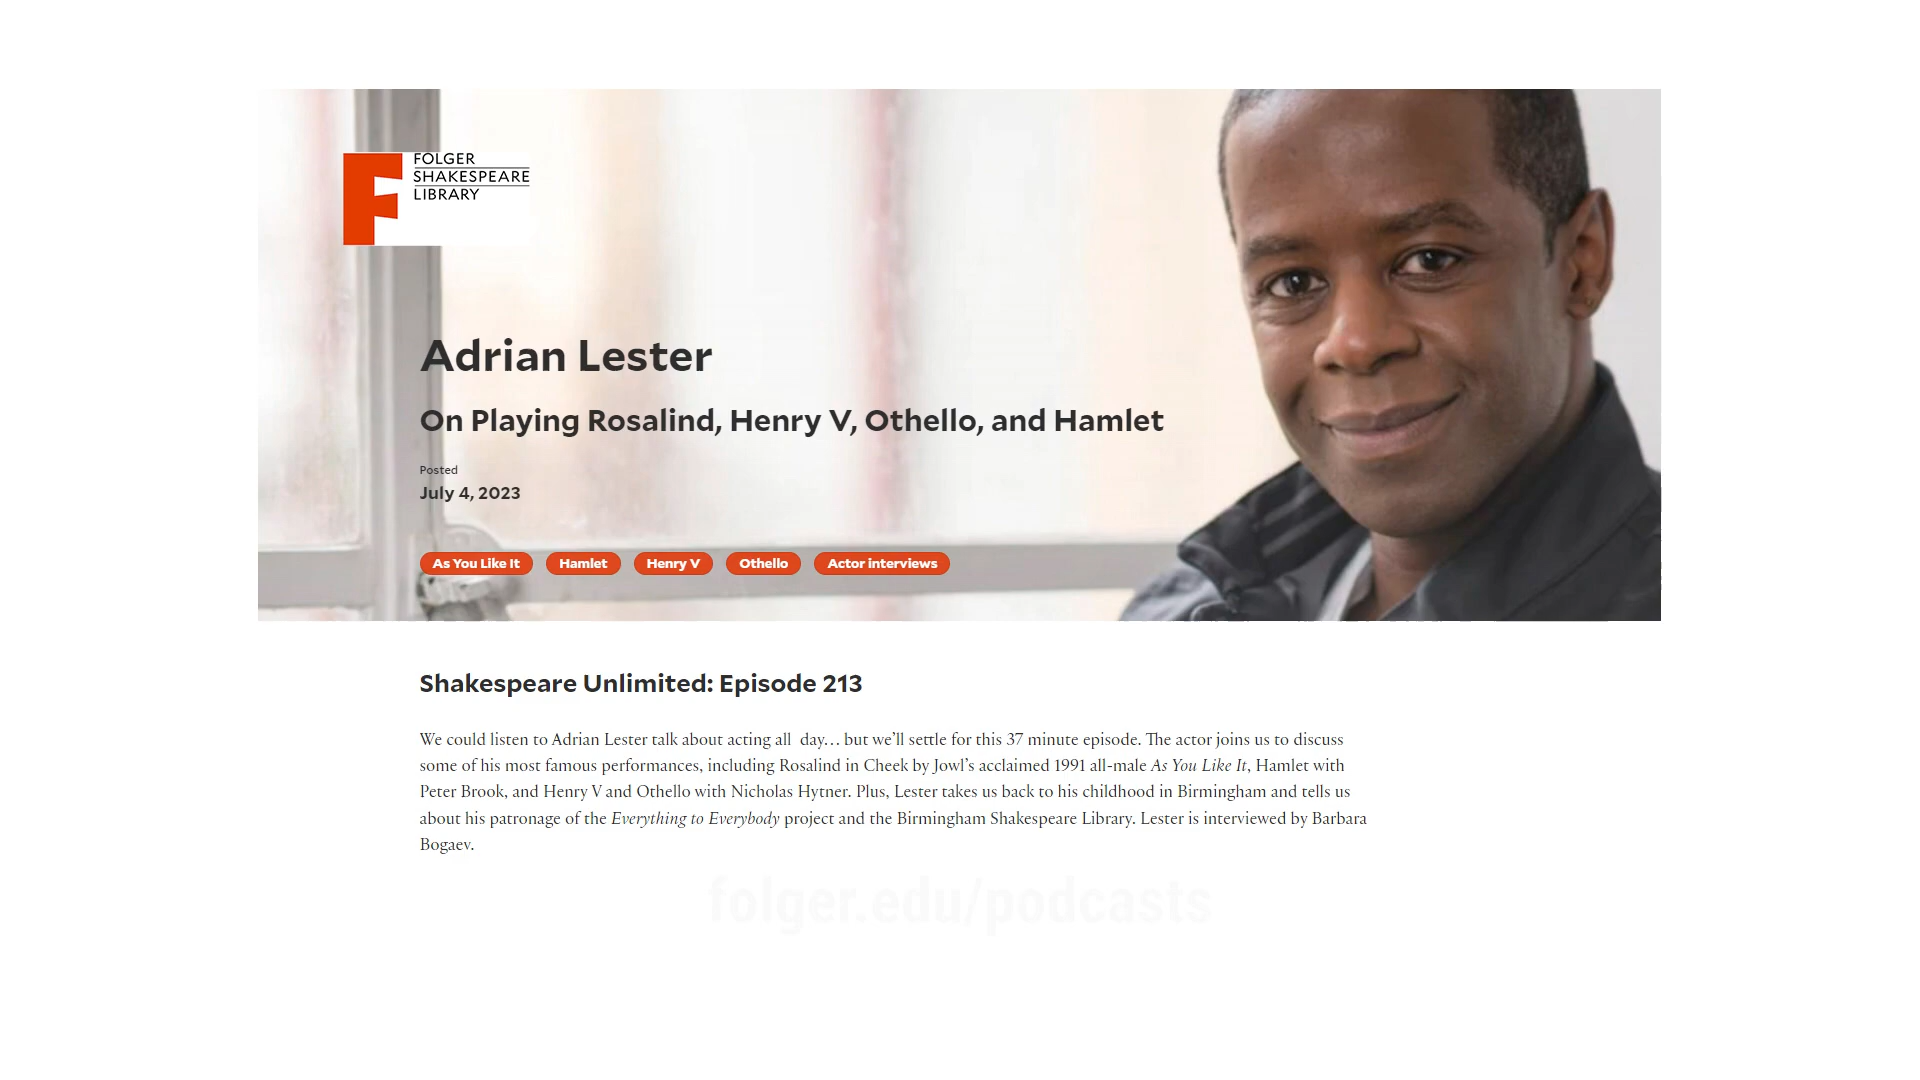 FOLGER
SHAKESPEARE
LIBRARY
Adrian Lester
On Playing Rosalind, Henry V, Othello, and Hamlet
Posted
July 4, 2023
As You Like It Hamlet Henry V Othello Actor interviews
Shakespeare Unlimited: Episode 213
We could listen to Adrian Lester talk about acting all  day… but we’ll settle for this 37 minute episode. The actor joins us to discuss
some of his most famous performances, including Rosalind in Cheek by Jowl’s acclaimed 1991 all-male As You Like It, Hamlet with
Peter Brook, and Henry V and Othello with Nicholas Hytner. Plus, Lester takes us back to his childhood in Birmingham and tells us
about his patronage of the Everything to Everybody project and the Birmingham Shakespeare Library. Lester is interviewed by Barbara
Bogaev.
folger.edu/podcasts